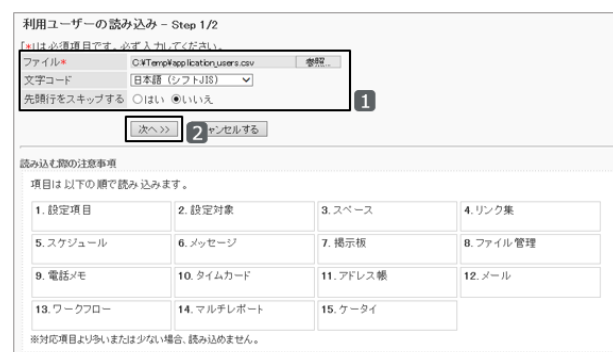 利用ユーザーの読み込み - Step 1/2
[*]は必須項目です。必ず入力してください。
ファイル* C:¥Temp¥application_users.csv 参照...
文字コード 日本語 (シフトJIS)
先頭行をスキップする はい いいえ
1
次へ >> 2 キャンセルする
読み込む際の注意事項
項目は以下の順で読み込みます。
1. 設定項目 2. 設定対象 3. スペース 4. リンク集
5. スケジュール 6. メッセージ 7. 掲示板 8. ファイル管理
9. 電話メモ 10. タイムカード 11. アドレス帳 12. メール
13. ワークフロー 14. マルチレポート 15. ケータイ
※対応項目より多いまたは少ない場合、読み込めません。